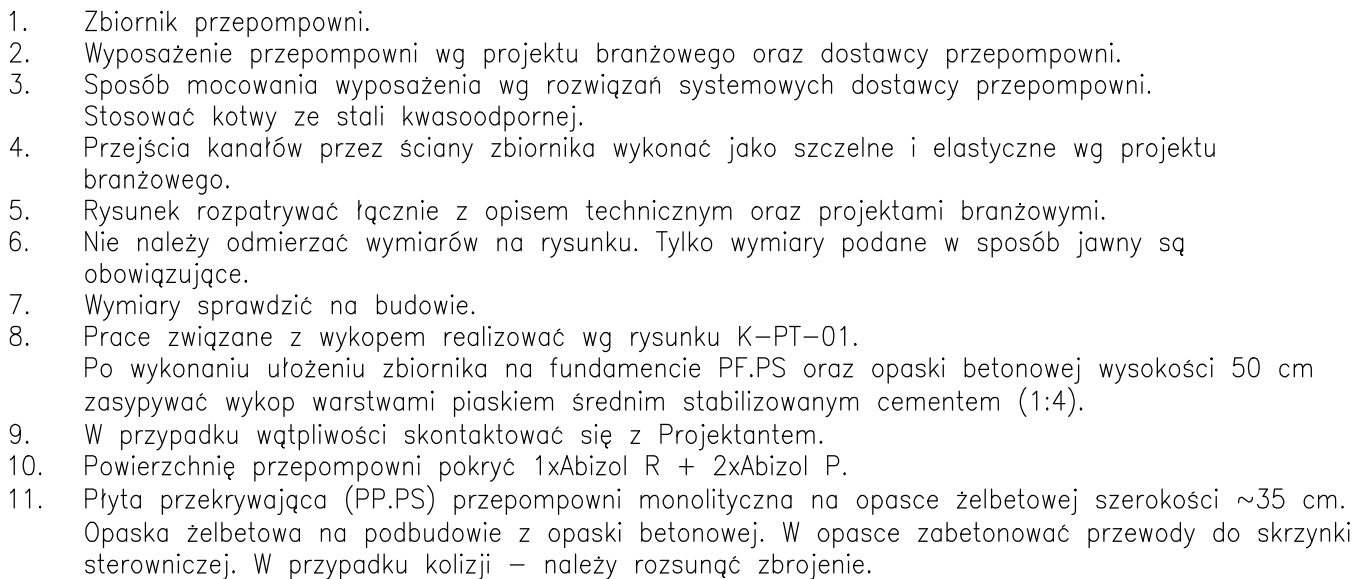 1. Zbiornik przepompowni.
2. Wyposażenie przepompowni wg projektu branżowego oraz dostawcy przepompowni.
3. Sposób mocowania wyposażenia wg rozwiązań systemowych dostawcy przepompowni.
Stosować kotwy ze stali kwasoodpornej.
4. Przejścia kanałów przez ściany zbiornika wykonać jako szczelne i elastyczne wg projektu
branżowego.
5. Rysunek rozpatrywać łącznie z opisem technicznym oraz projektami branżowymi.
6. Nie należy odmierzać wymiarów na rysunku. Tylko wymiary podane w sposób jawny są
obowiązujące.
7. Wymiary sprawdzić na budowie.
8. Prace związane z wykopem realizować wg rysunku K–PT–01.
Po wykonaniu ułożeniu zbiornika na fundamencie PF.PS oraz opaski betonowej wysokości 50 cm
zasypywać wykop warstwami piaskiem średnim stabilizowanym cementem (1:4).
9. W przypadku wątpliwości skontaktować się z Projektantem.
10. Powierzchnię przepompowni pokryć 1xAbizol R + 2xAbizol P.
11. Płyta przekrywająca (PP.PS) przepompowni monolityczna na opasce żelbetowej szerokości ~35 cm.
Opaska żelbetowa na podbudowie z opaski betonowej. W opasce zabetonować przewody do skrzynki
sterowniczej. W przypadku kolizji – należy rozsunąć zbrojenie.